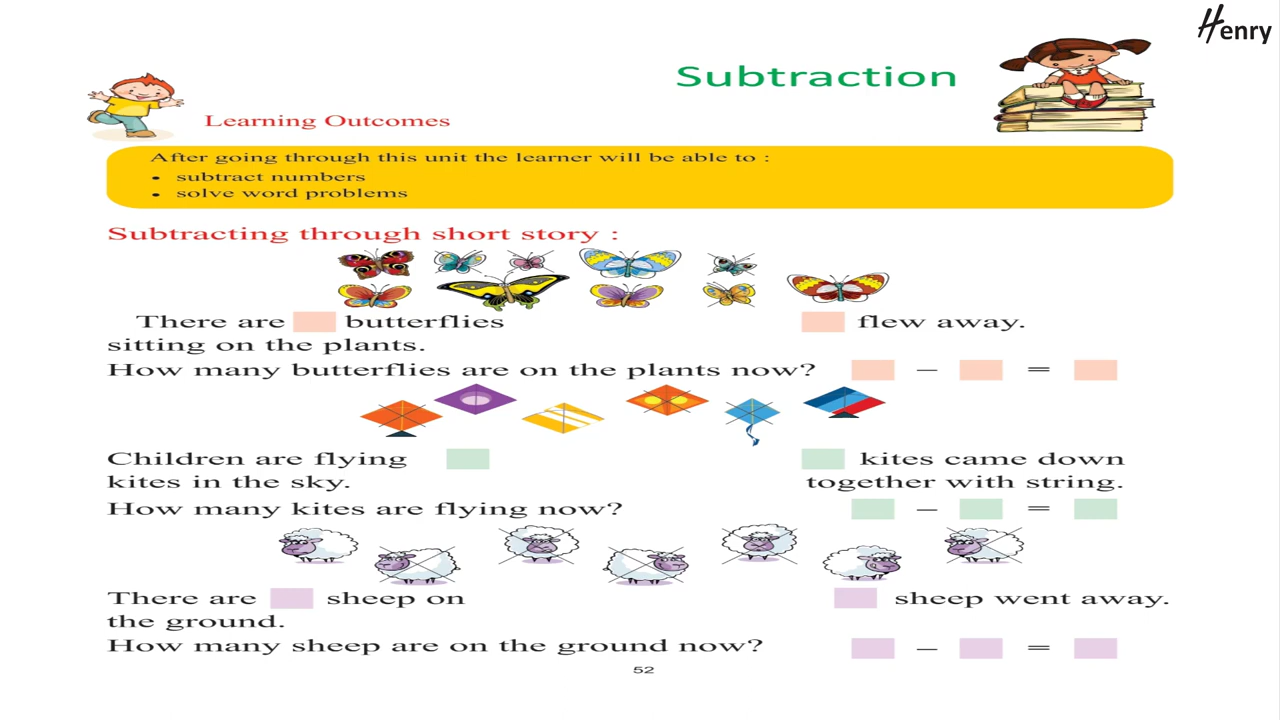 Henry
Subtraction
Learning Outcomes
After going through this unit the learner will be able to :
• subtract numbers
• solve word problems
Subtracting through short story :
There are butterflies flew away.
sitting on the plants.
How many butterflies are on the plants now? – =
Children are flying kites came down
kites in the sky. together with string.
How many kites are flying now? – =
There are sheep on sheep went away.
the ground.
How many sheep are on the ground now? – =
52